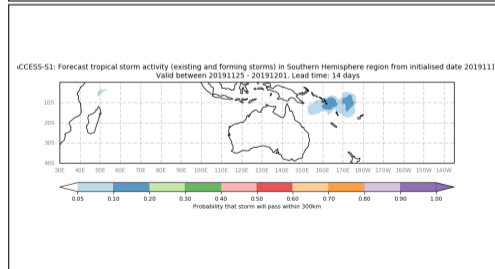 CCESS-S1: Forecast tropical storm activity (existing and forming storms) in Southern Hemisphere region from initialised date 2019111
Valid between 20191125 - 20191201. Lead time: 14 days
10S
20S
30S
40S
30E 40E 50E 60E 70E 80E 90E 100E 110E 120E 130E 140E 150E 160E 170E 180E 170W 160W 150W 140W
0.05 0.10 0.20 0.30 0.40 0.50 0.60 0.70 0.80 0.90 1.00
Probability that storm will pass within 300km